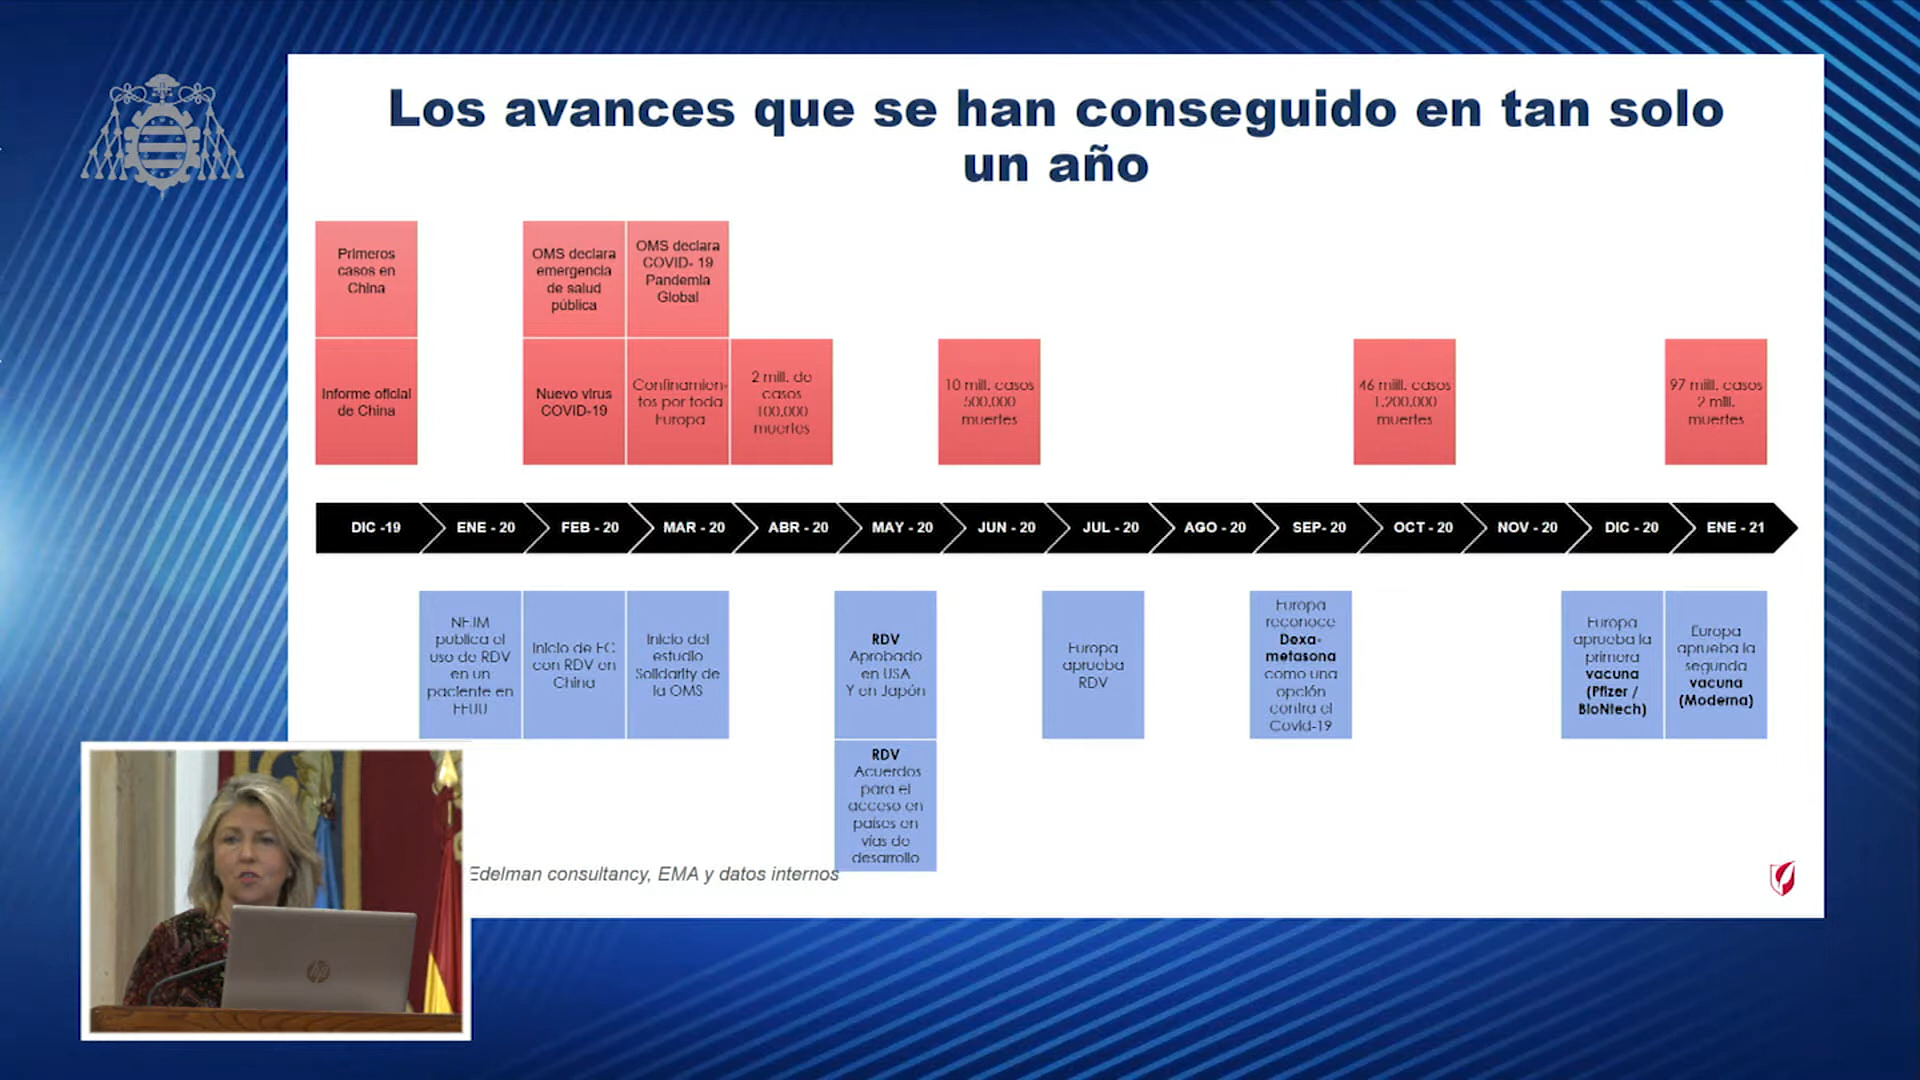 Los avances que se han conseguido en tan solo
un año
Primeros
casos en
China
OMS declara
emergencia
de salud
pública
OMS declara
COVID- 19
Pandemia
Global
Informe oficial
de China
Nuevo virus
COVID-19
Confinamien-
tos por toda
Europa
2 mill. de
casos
100.000
muertes
10 mill. casos
500.000
muertes
46 mill. casos
1.200.000
muertes
97 mill. casos
2 mill.
muertes
DIC -19
ENE - 20
FEB - 20
MAR - 20
ABR - 20
MAY - 20
JUN - 20
JUL - 20
AGO - 20
SEP- 20
OCT - 20
NOV - 20
DIC - 20
ENE - 21
NEJM
publica el
uso de RDV
en un
paciente en
EEUU
Inicio de EC
con RDV en
China
Inicio del
estudio
Solidarity de
la OMS
RDV
Aprobado
en USA
Y en Japón
RDV
Acuerdos
para el
acceso en
países en
vías de
desarrollo
Europa
aprueba
RDV
Europa
reconoce
Dexa-
metasona
como una
opción
contra el
Covid-19
Europa
aprueba la
primera
vacuna
(Pfizer /
BioNtech)
Europa
aprueba la
segunda
vacuna
(Moderna)
Edelman consultancy, EMA y datos internos
hp